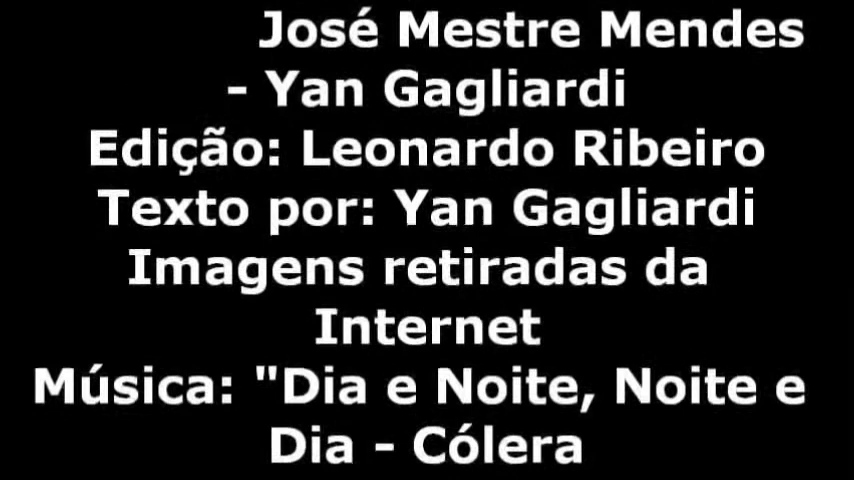 José Mestre Mendes
- Yan Gagliardi
Edição: Leonardo Ribeiro
Texto por: Yan Gagliardi
Imagens retiradas da
Internet
Música: "Dia e Noite, Noite e
Dia - Cólera